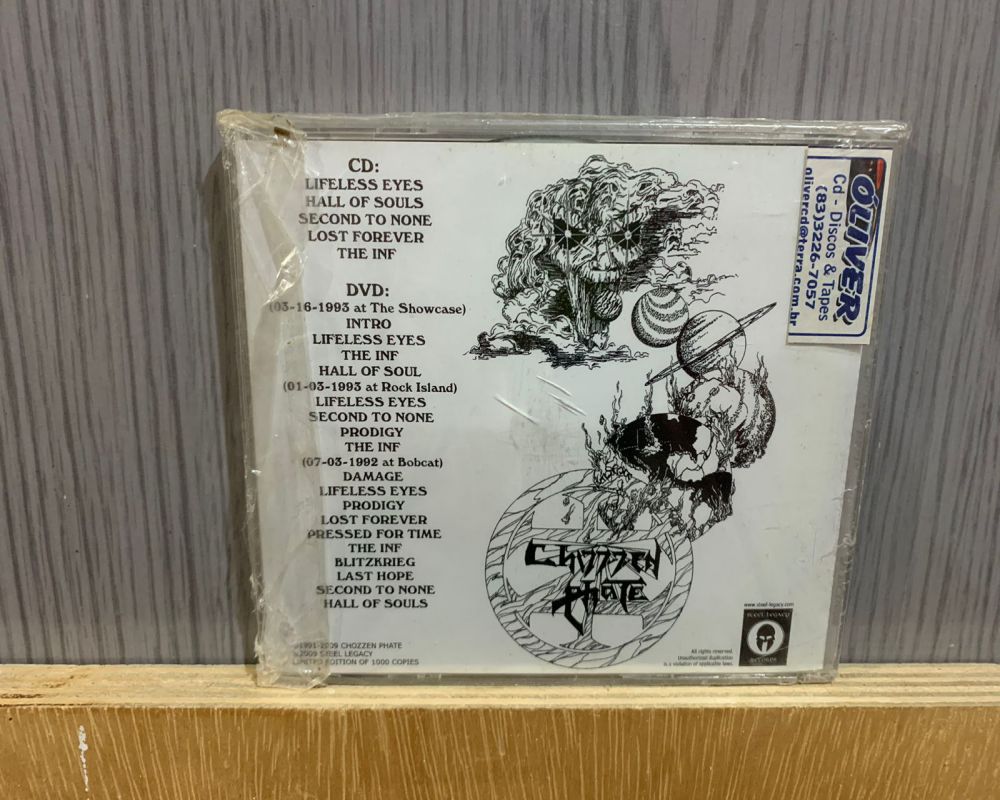 CD:
LIFELESS EYES
HALL OF SOULS
SECOND TO NONE
LOST FOREVER
THE INF
DVD:
(03-16-1993 at The Showcase)
INTRO
LIFELESS EYES
THE INF
HALL OF SOUL
(01-03-1993 at Rock Island)
LIFELESS EYES
SECOND TO NONE
PRODIGY
THE INF
(07-03-1992 at Bobcat)
DAMAGE
LIFELESS EYES
PRODIGY
LOST FOREVER
PRESSED FOR TIME
THE INF
BLITZKRIEG
LAST HOPE
SECOND TO NONE
HALL OF SOULS
©1991-2009 CHOZZEN PHATE
©2009 STEEL LEGACY
LIMITED EDITION OF 1000 COPIES
CHOZZEN
PHATE
www.steel-legacy.com
STEEL LEGACY
RECORDS
All rights reserved.
Unauthorized duplication
is a violation of applicable laws.
ÓLIVER
Cd - Discos & Tapes
(83)3226-7057
olivercd@terra.com.br